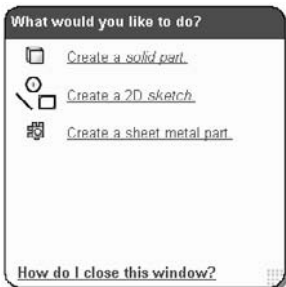 What would you like to do?
Create a solid part.
Create a 2D sketch.
Create a sheet metal part.
How do I close this window?